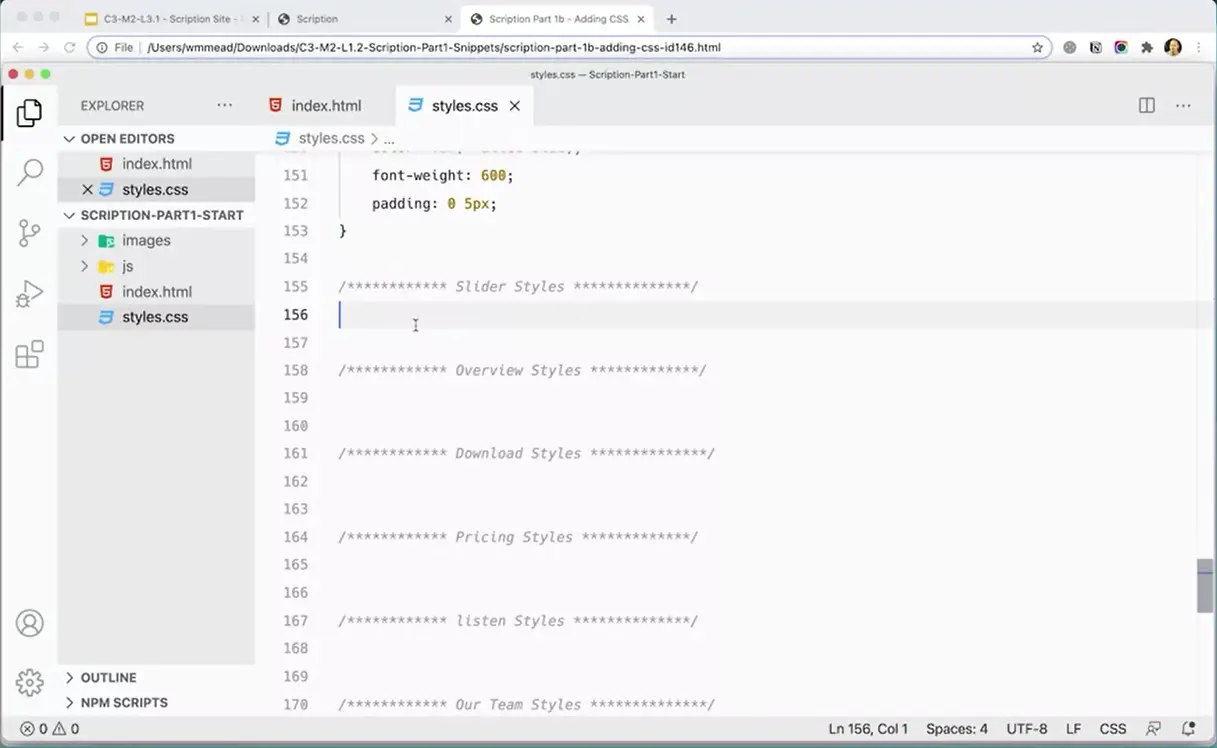 C3-M2-L3.1 - Scription Site -
Scription
Scription Part 1b - Adding CSS
File
/Users/wmmead/Downloads/C3-M2-L1.2-Scription-Part1-Snippets/scription-part-1b-adding-css-id146.html
styles.css — Scription-Part1-Start
EXPLORER
index.html
styles.css
OPEN EDITORS
index.html
styles.css
SCRIPTION-PART1-START
images
js
index.html
styles.css
OUTLINE
NPM SCRIPTS
styles.css > ...
151 font-weight: 600;
152 padding: 0 5px;
153 }
154
155 /************ Slider Styles **************/
156
157
158 /************ Overview Styles *************/
159
160
161 /************ Download Styles **************/
162
163
164 /************ Pricing Styles *************/
165
166
167 /************ listen Styles **************/
168
169
170 /************ Our Team Styles **************/
0 0
Ln 156, Col 1 Spaces: 4 UTF-8 LF CSS